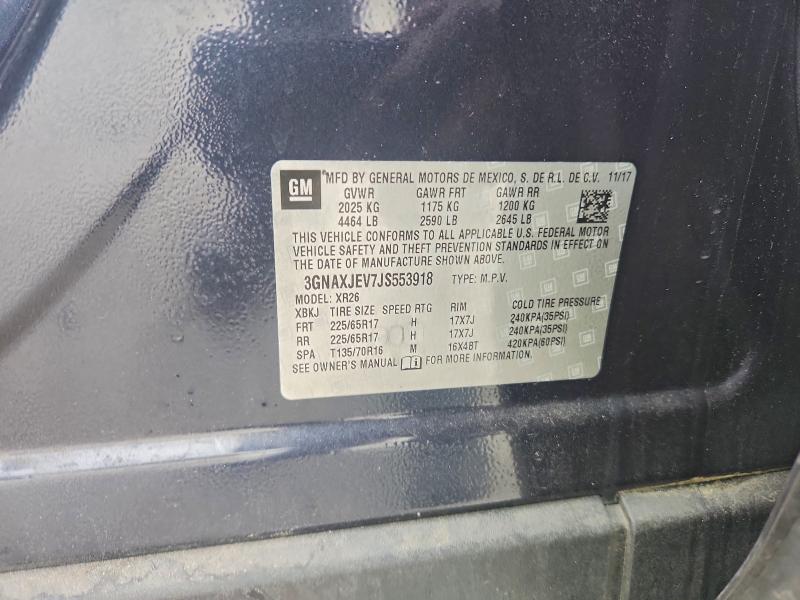 GM MFD BY GENERAL MOTORS DE MEXICO, S. DE R.L. DE C.V. 11/17
GVWR GAWR FRT GAWR RR
2025 KG 1175 KG 1200 KG
4464 LB 2590 LB 2645 LB
THIS VEHICLE CONFORMS TO ALL APPLICABLE U.S. FEDERAL MOTOR
VEHICLE SAFETY AND THEFT PREVENTION STANDARDS IN EFFECT ON
THE DATE OF MANUFACTURE SHOWN ABOVE.
3GNAXJEV7JS553918 TYPE: M.P.V.
MODEL: XR26
XBKJ TIRE SIZE SPEED RTG RIM COLD TIRE PRESSURE
FRT 225/65R17 H 17X7J 240KPA(35PSI)
RR 225/65R17 H 17X7J 240KPA(35PSI)
SPA T135/70R16 M 16X4BT 420KPA(60PSI)
SEE OWNER'S MANUAL FOR MORE INFORMATION.